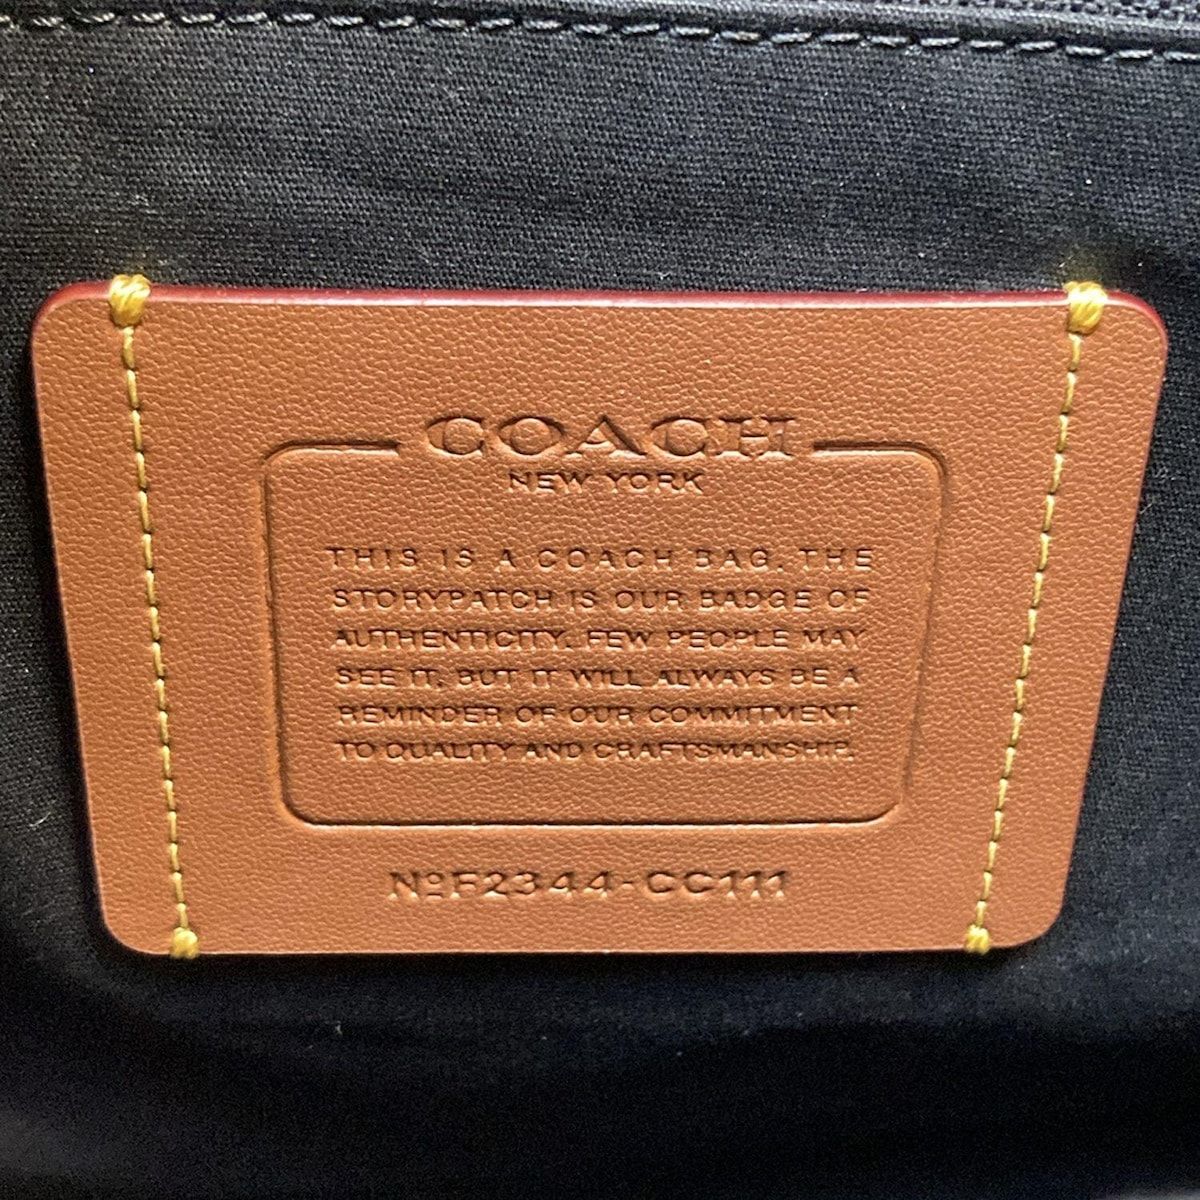 COACH
NEW YORK
THIS IS A COACH BAG. THE
STORYPATCH IS OUR BADGE OF
AUTHENTICITY. FEW PEOPLE MAY
SEE IT, BUT IT WILL ALWAYS BE A
REMINDER OF OUR COMMITMENT
TO QUALITY AND CRAFTSMANSHIP.
NºF2344-CC111